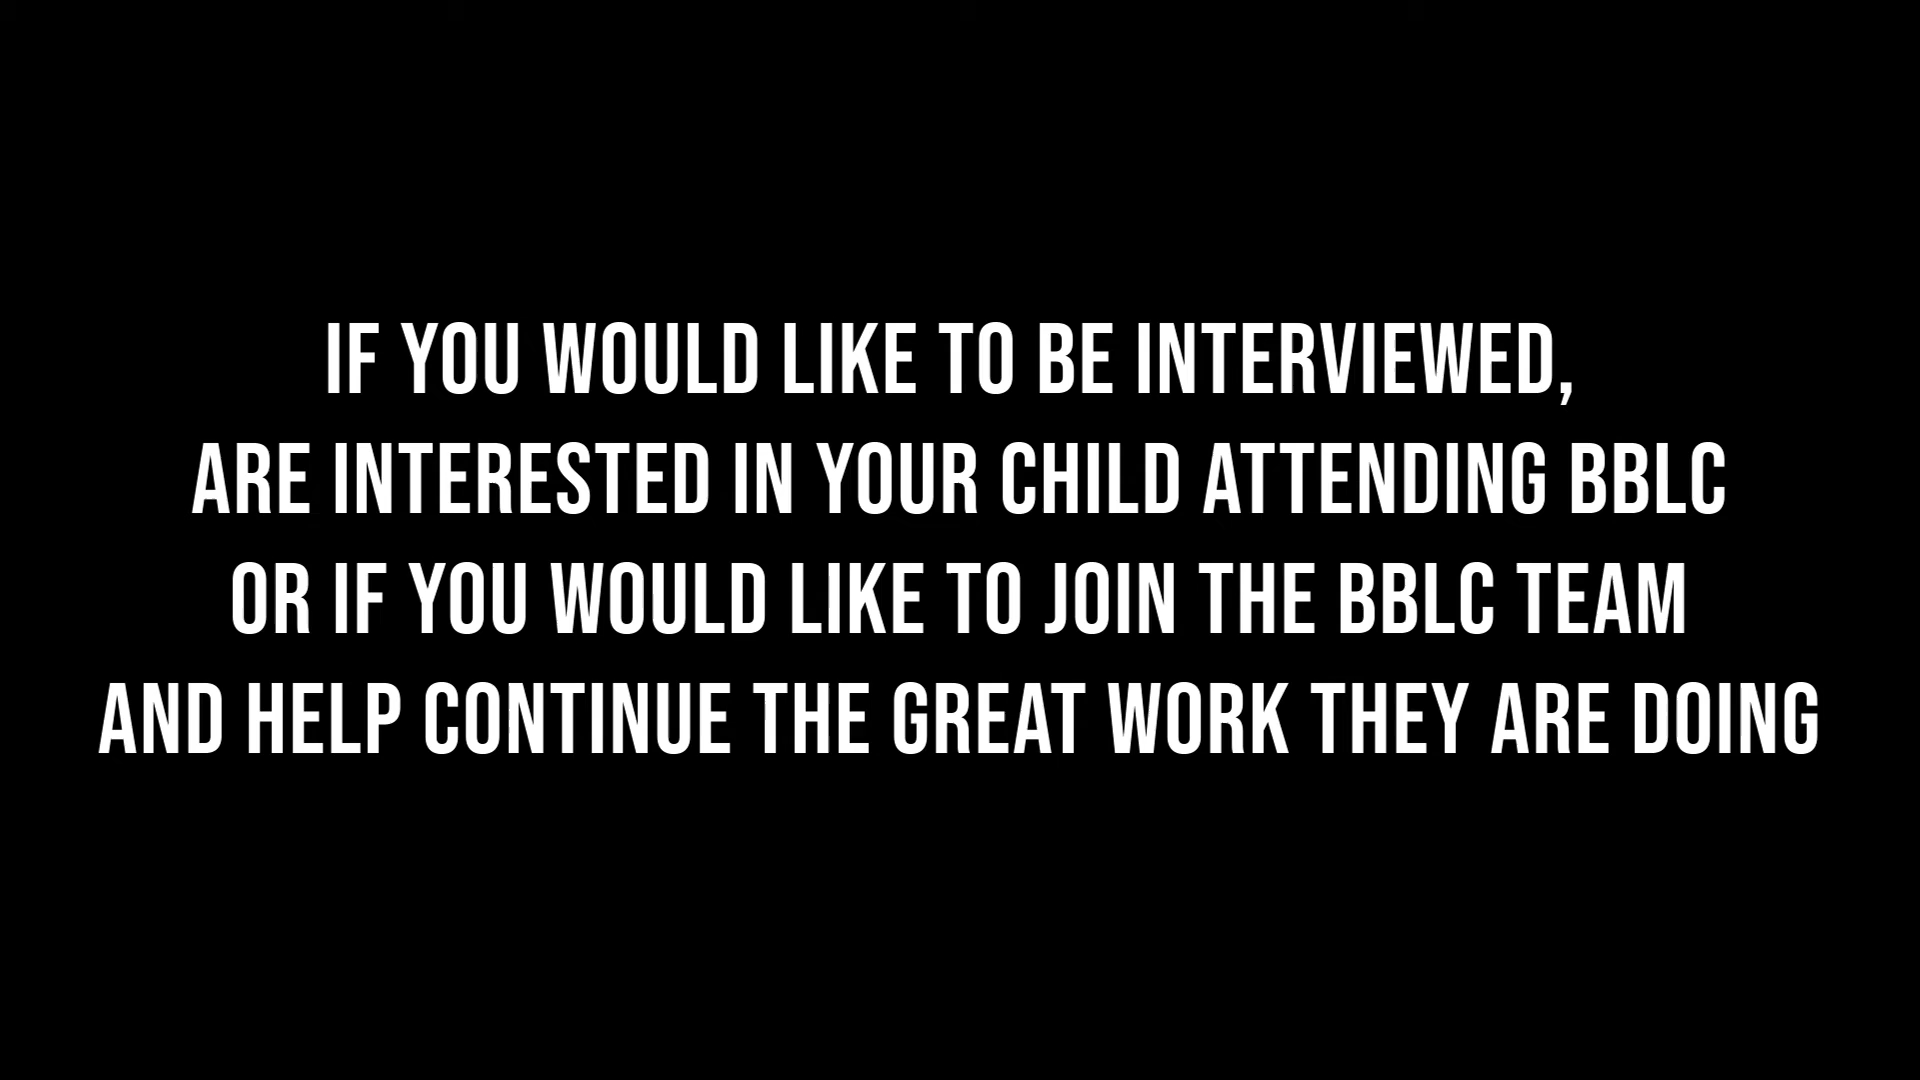 IF YOU WOULD LIKE TO BE INTERVIEWED,
ARE INTERESTED IN YOUR CHILD ATTENDING BBLC
OR IF YOU WOULD LIKE TO JOIN THE BBLC TEAM
AND HELP CONTINUE THE GREAT WORK THEY ARE DOING